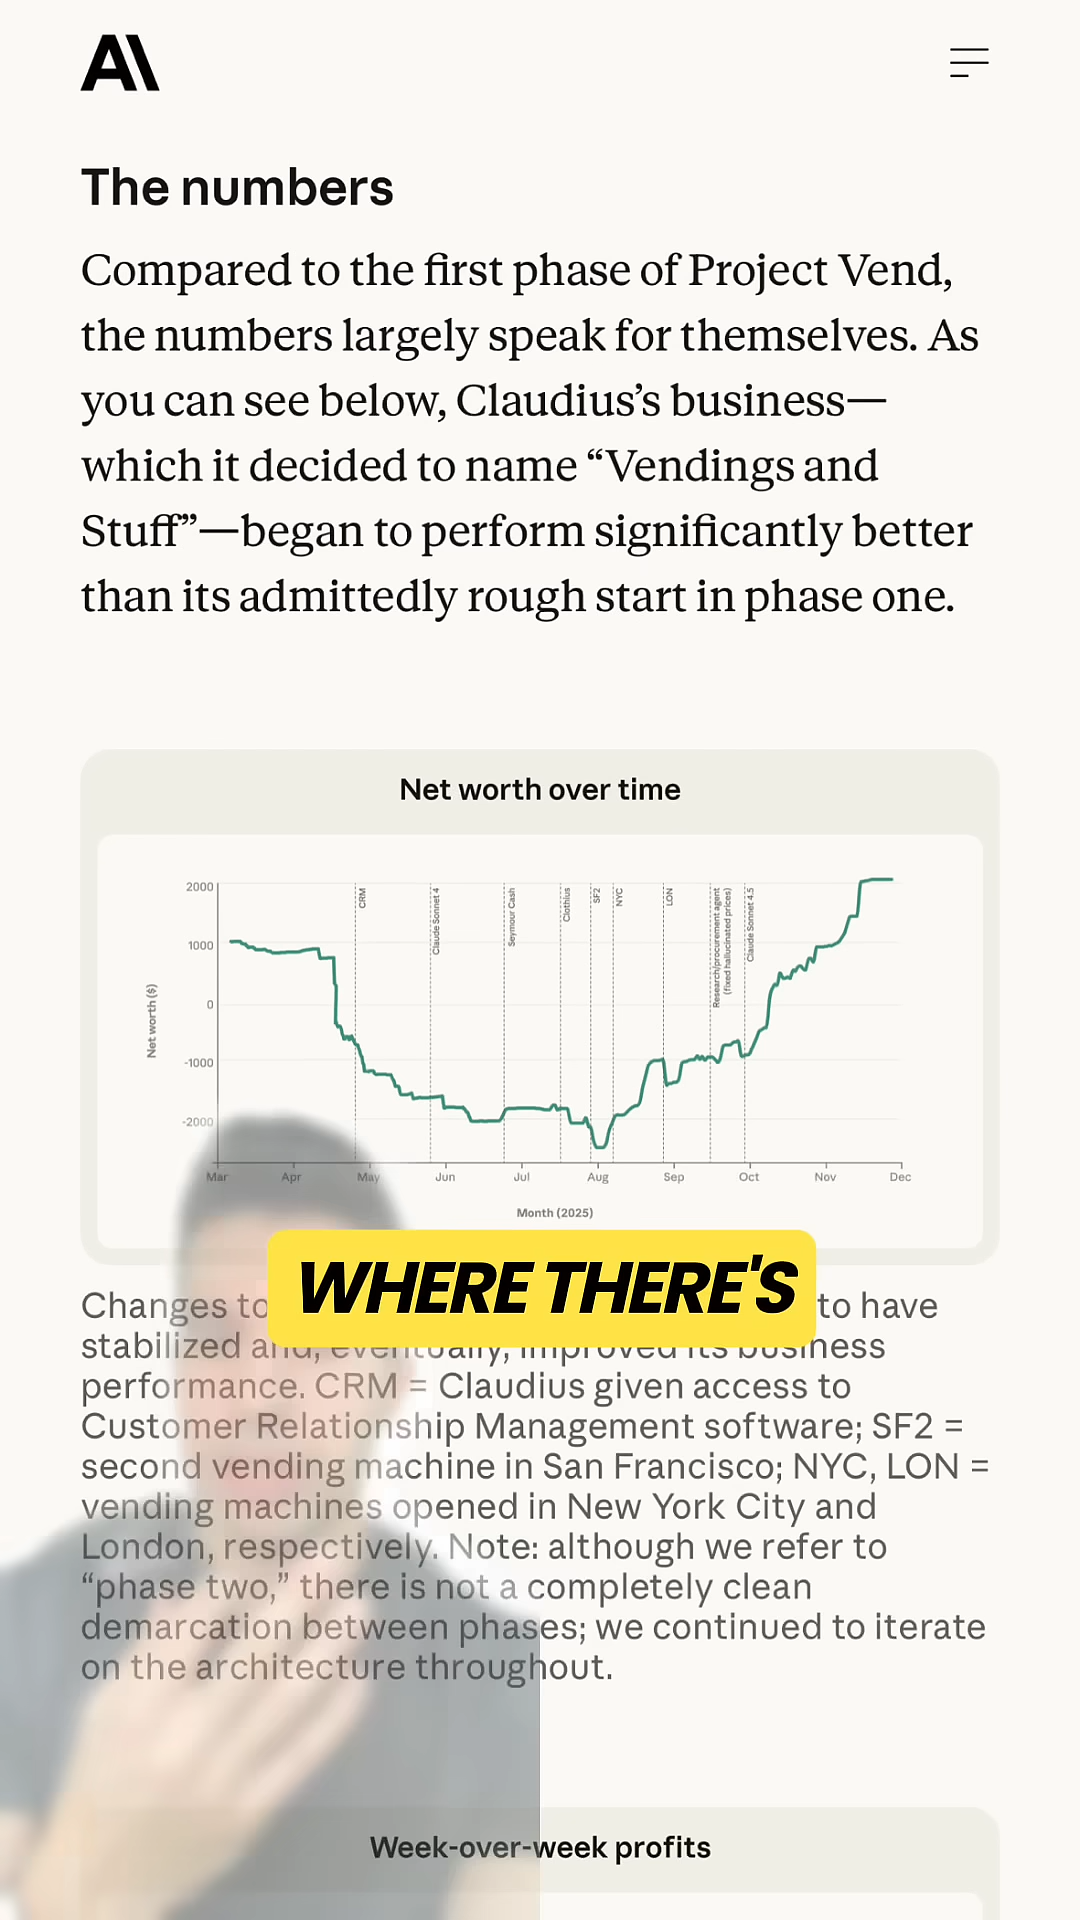 The numbers
Compared to the first phase of Project Vend,
the numbers largely speak for themselves. As
you can see below, Claudius’s business—
which it decided to name “Vendings and
Stuff”—began to perform significantly better
than its admittedly rough start in phase one.
Net worth over time
2000
1000
0
-1000
-2000
Net worth ($)
CRM
Claude Sonnet 4
Seymour Cash
Clothius
SF2
NYC
LON
Research/procurement agent
(fixed hallucinated prices)
Claude Sonnet 4.5
Mar Apr May Jun Jul Aug Sep Oct Nov Dec
Month (2025)
WHERE THERE'S
Changes to to have
stabilized and, eventually, improved its business
performance. CRM = Claudius given access to
Customer Relationship Management software; SF2 =
second vending machine in San Francisco; NYC, LON =
vending machines opened in New York City and
London, respectively. Note: although we refer to
“phase two,” there is not a completely clean
demarcation between phases; we continued to iterate
on the architecture throughout.
Week-over-week profits